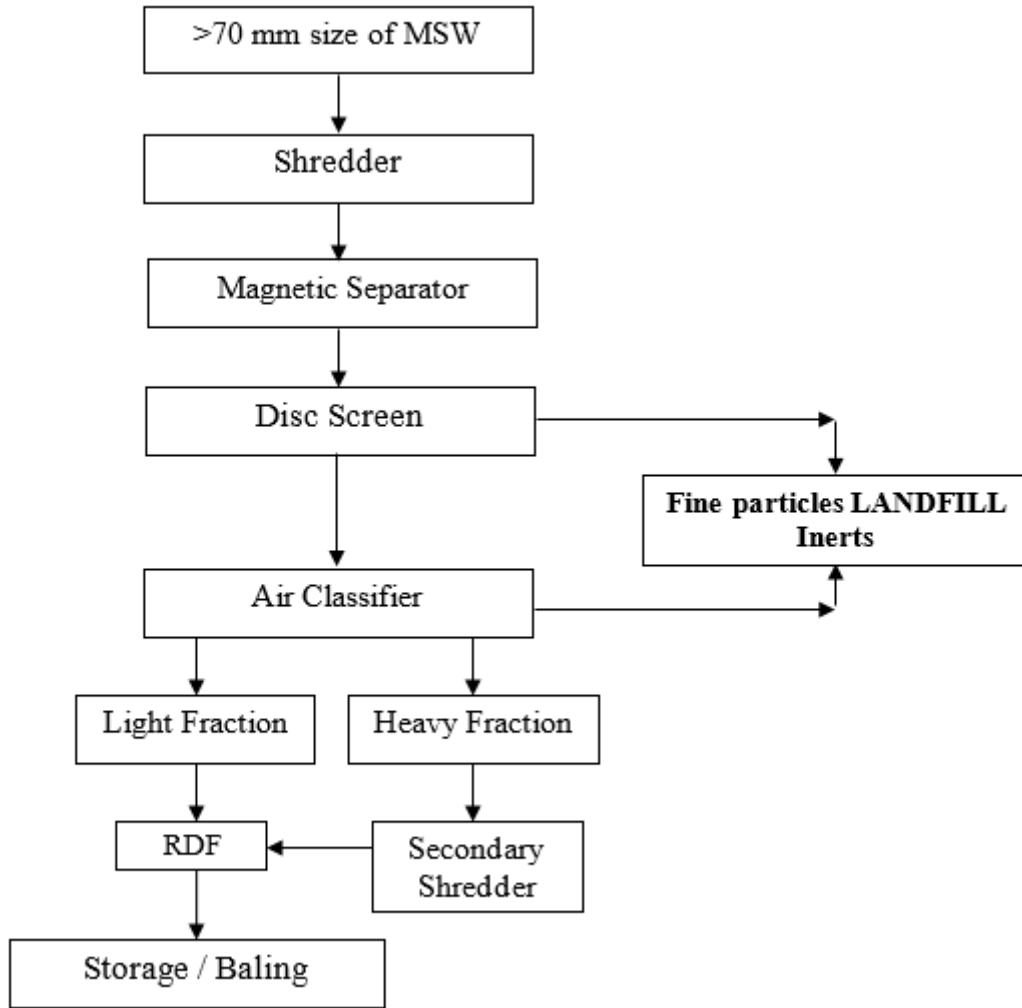 >70 mm size of MSW
Shredder
Magnetic Separator
Disc Screen
Fine particles LANDFILL
Inerts
Air Classifier
Light Fraction
Heavy Fraction
RDF
Secondary
Shredder
Storage / Baling